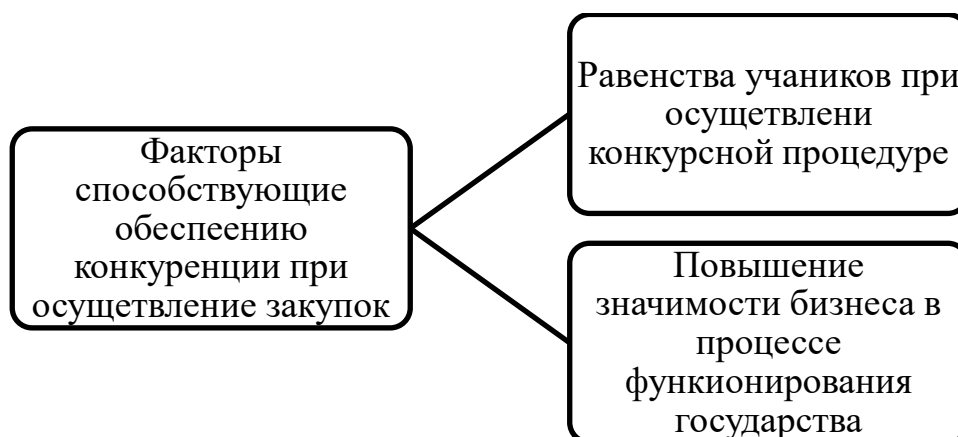 Факторы
способствующие
обеспеению
конкуренции при
осущетвление закупок
Равенства учаников при
осущетвлени
конкурсной процедуре
Повышение
значимости бизнеса в
процессе
функионирования
государства